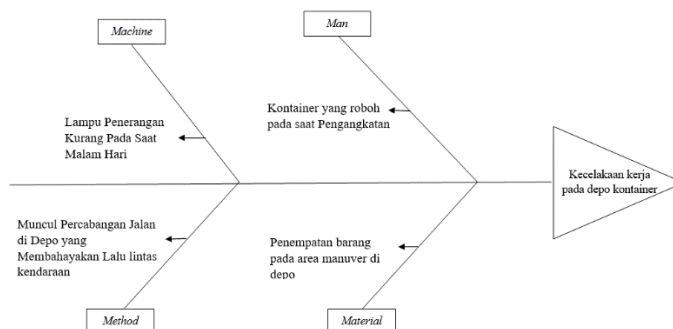 Machine
Man
Lampu Penerangan
Kurang Pada Saat
Malam Hari
Kontainer yang roboh
pada saat Pengangkatan
Kecelakaan kerja
pada depo kontainer
Muncul Percabangan Jalan
di Depo yang
Membahayakan Lalu lintas
kendaraan
Penempatan barang
pada area manuver di
depo
Method
Material